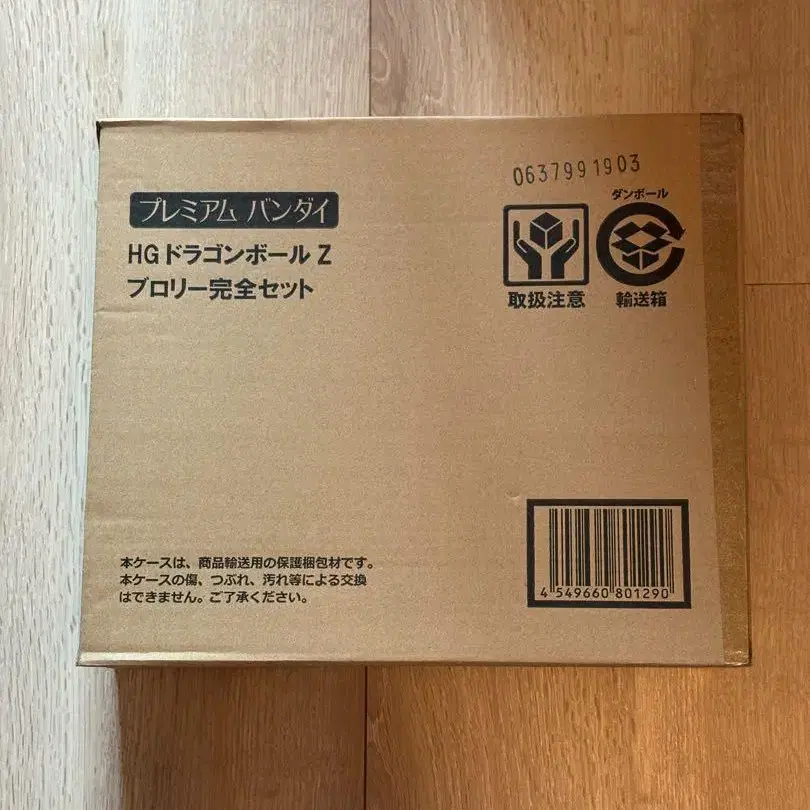 0637991903
プレミアム バンダイ
HG ドラゴンボール Z
ブロリー完全セット
ダンボール
取扱注意
輸送箱
本ケースは、商品輸送用の保護梱包材です。
本ケースの傷、つぶれ、汚れ等による交換
はできません。ご了承ください。
4 549660 801290